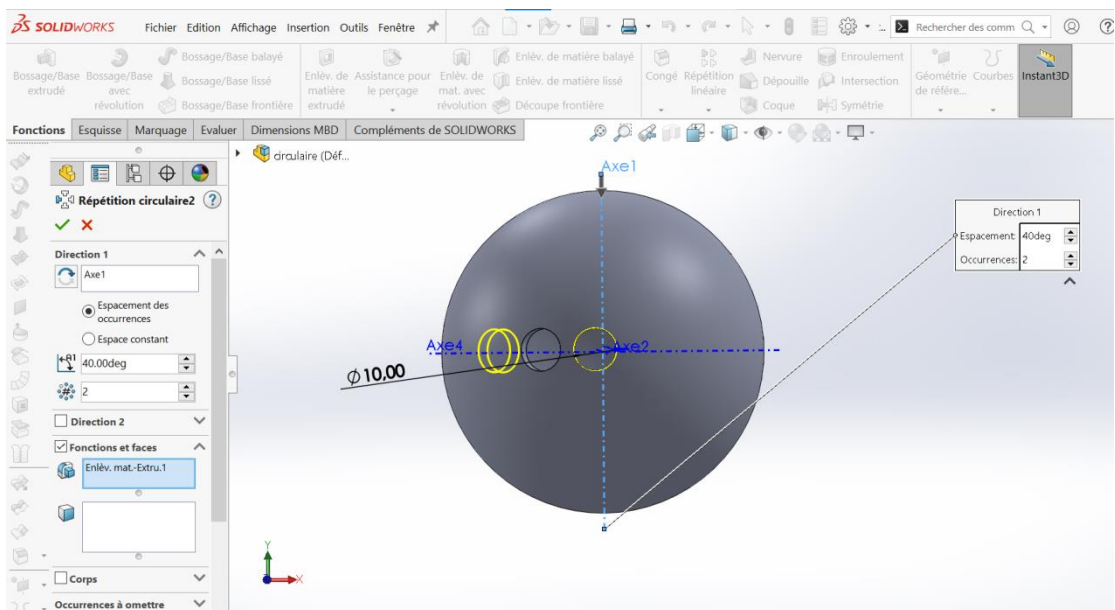 SOLIDWORKS Fichier Edition Affichage Insertion Outils Fenêtre Rechercher des comm
Bossage/Base extrudé
Bossage/Base avec révolution
Bossage/Base balayé
Bossage/Base lissé
Bossage/Base frontière
Enlèv. de matière extrudé
Assistance pour le perçage
Enlèv. de mat. avec révolution
Enlèv. de matière balayé
Enlèv. de matière lissé
Découpe frontière
Congé
Répétition linéaire
Nervure
Dépouille
Coque
Enroulement
Intersection
Symétrie
Géométrie de référe...
Courbes
Instant3D
Fonctions Esquisse Marquage Evaluer Dimensions MBD Compléments de SOLIDWORKS
circulaire (Déf...
Répétition circulaire2
Direction 1
Axe1
Espacement des
occurrences
Espace constant
40.00deg
2
Direction 2
Fonctions et faces
Enlèv. mat.-Extru.1
Corps
Occurrences à omettre
Axe1
Axe4
Axe2
Ø10,00
Direction 1
Espacement: 40deg
Occurrences: 2
Y
X